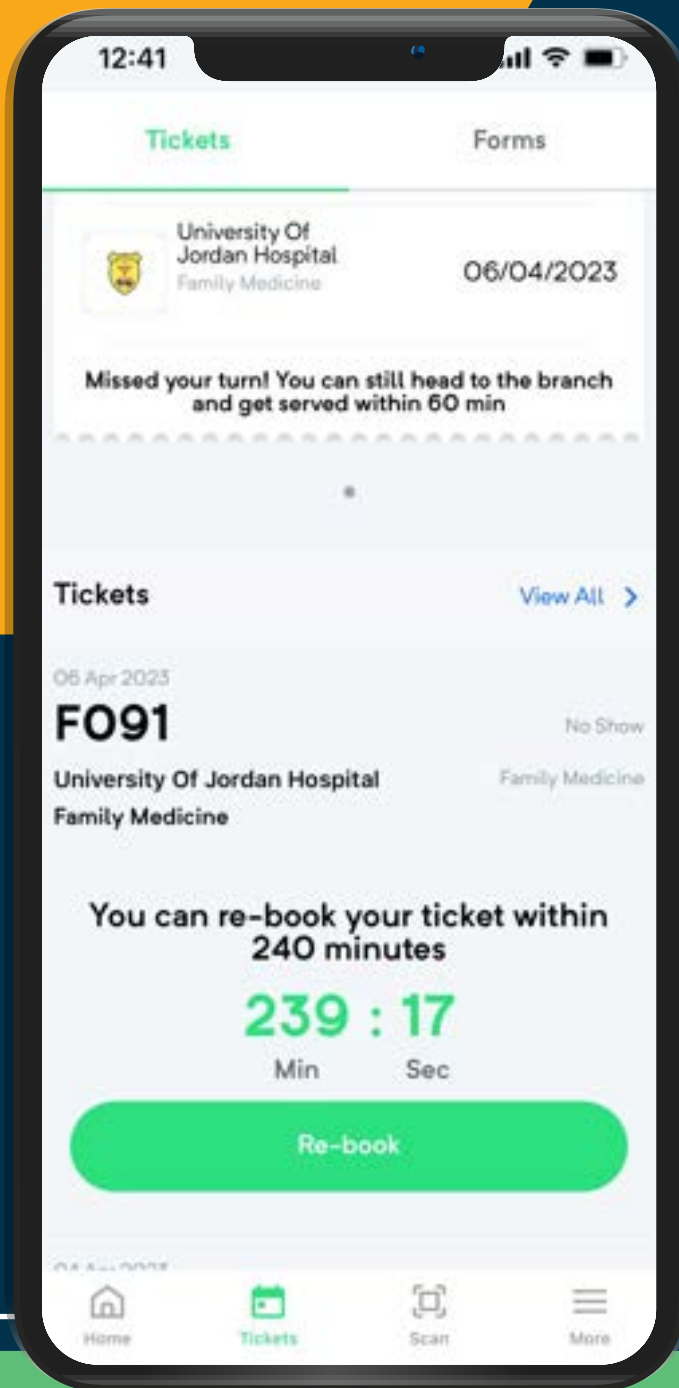 12:41
Tickets
Forms
University Of
Jordan Hospital
Family Medicine
06/04/2023
Missed your turn! You can still head to the branch
and get served within 60 min
Tickets
View All
06 Apr 2023
F091
No Show
University Of Jordan Hospital
Family Medicine
Family Medicine
You can re-book your ticket within
240 minutes
239 : 17
Min
Sec
Re-book
04 Apr 2023
Home
Tickets
Scan
More